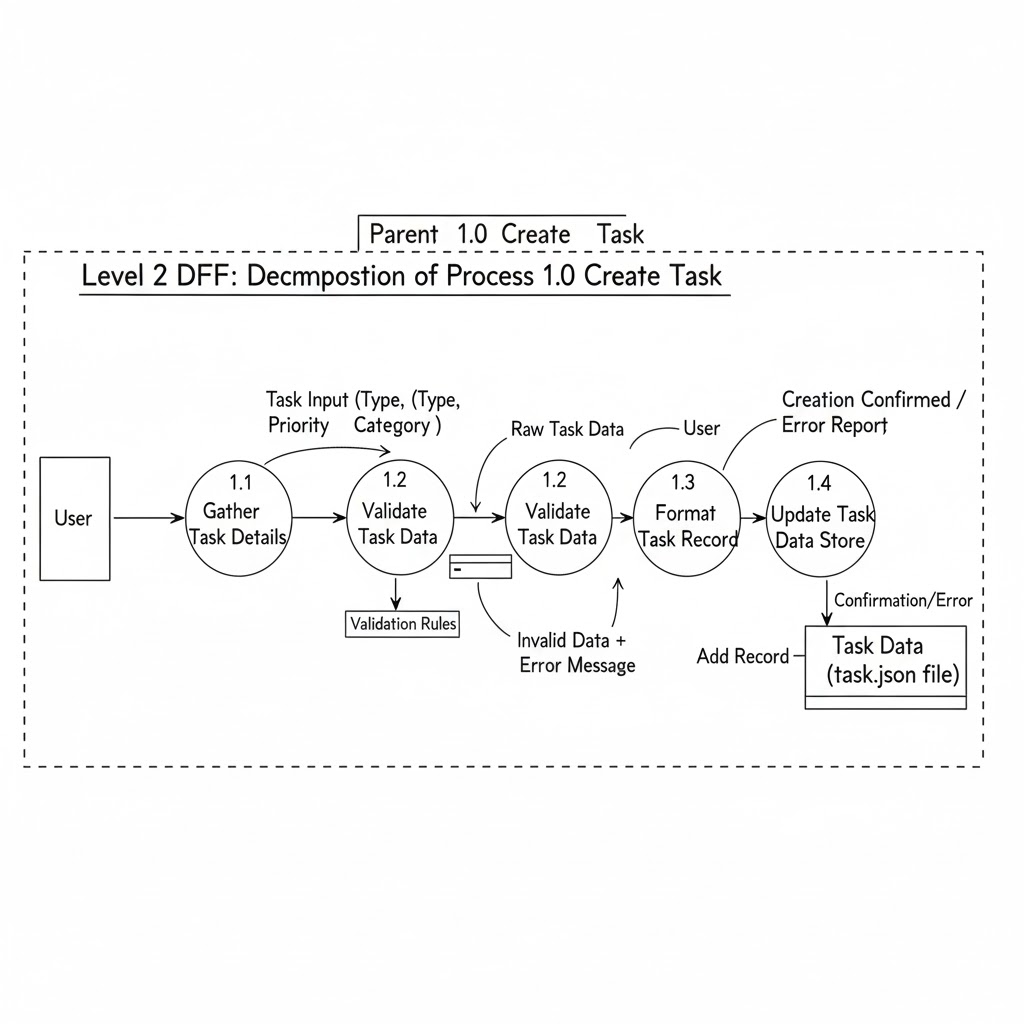 Parent 1.0 Create Task
Level 2 DFF: Decmpostion of Process 1.0 Create Task
Task Input (Type, (Type,
Priority Category )
Raw Task Data
User
Creation Confirmed /
Error Report
User
1.1
Gather
Task Details
1.2
Validate
Task Data
1.2
Validate
Task Data
1.3
Format
Task Record
1.4
Update Task
Data Store
Validation Rules
Invalid Data +
Error Message
Confirmation/Error
Add Record
Task Data
(task.json file)